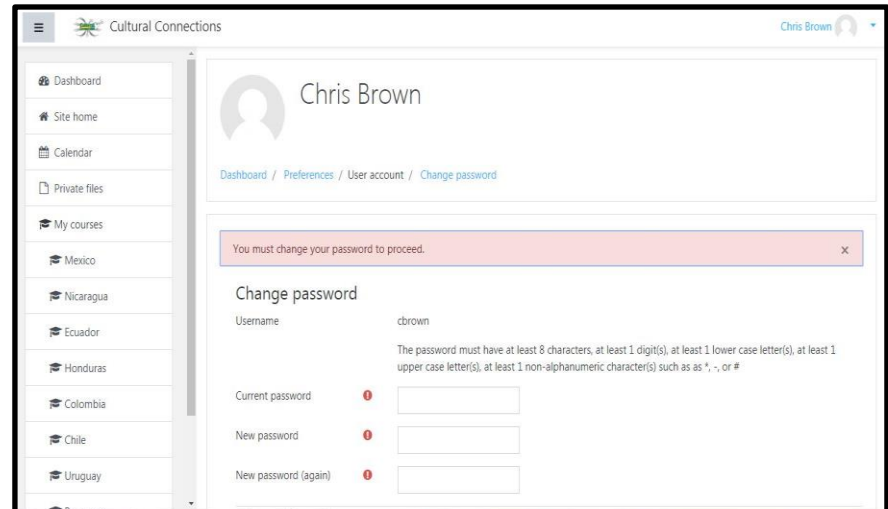 Cultural Connections
Chris Brown
Dashboard
Site home
Calendar
Private files
My courses
Mexico
Nicaragua
Ecuador
Honduras
Colombia
Chile
Uruguay
Chris Brown
Dashboard / Preferences / User account / Change password
You must change your password to proceed. ×
Change password
Username cbrown
The password must have at least 8 characters, at least 1 digit(s), at least 1 lower case letter(s), at least 1
upper case letter(s), at least 1 non-alphanumeric character(s) such as as *, -, or #
Current password
New password
New password (again)